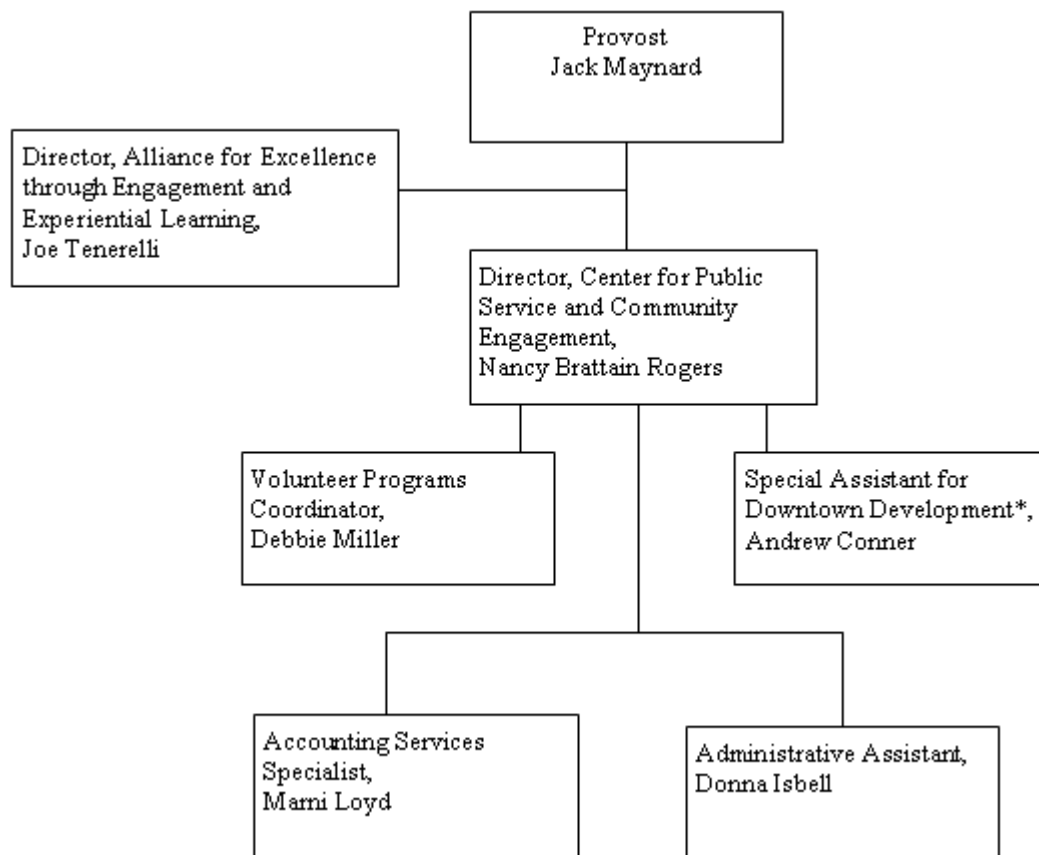 Provost
Jack Maynard
Director, Alliance for Excellence
through Engagement and
Experiential Learning,
Joe Tenerelli
Director, Center for Public
Service and Community
Engagement,
Nancy Brattain Rogers
Volunteer Programs
Coordinator,
Debbie Miller
Special Assistant for
Downtown Development*,
Andrew Conner
Accounting Services
Specialist,
Marni Loyd
Administrative Assistant,
Donna Isbell